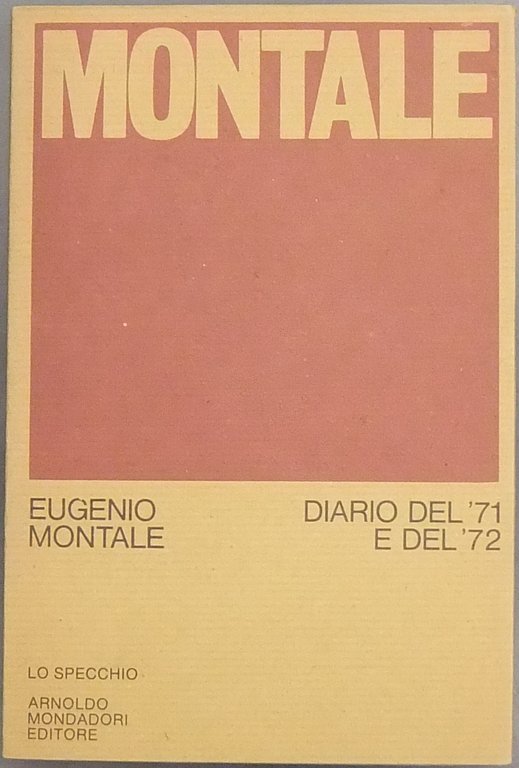 MONTALE
EUGENIO
MONTALE
DIARIO DEL '71
E DEL '72
LO SPECCHIO
ARNOLDO
MONDADORI
EDITORE